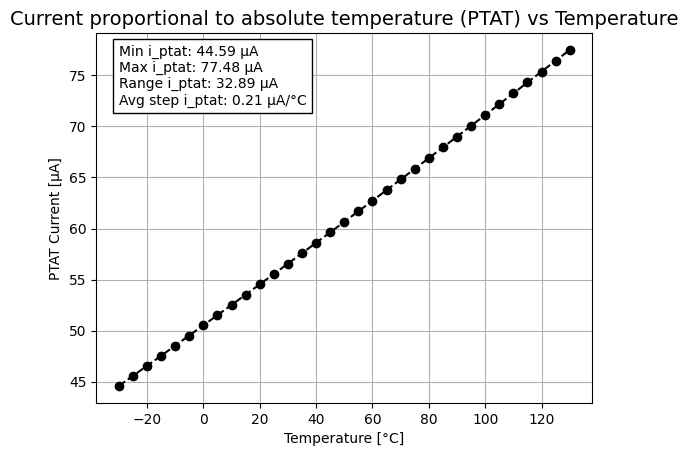 Current proportional to absolute temperature (PTAT) vs Temperature
Min i_ptat: 44.59 µA
Max i_ptat: 77.48 µA
Range i_ptat: 32.89 µA
Avg step i_ptat: 0.21 µA/°C
PTAT Current [µA]
75
70
65
60
55
50
45
−20 0 20 40 60 80 100 120
Temperature [°C]